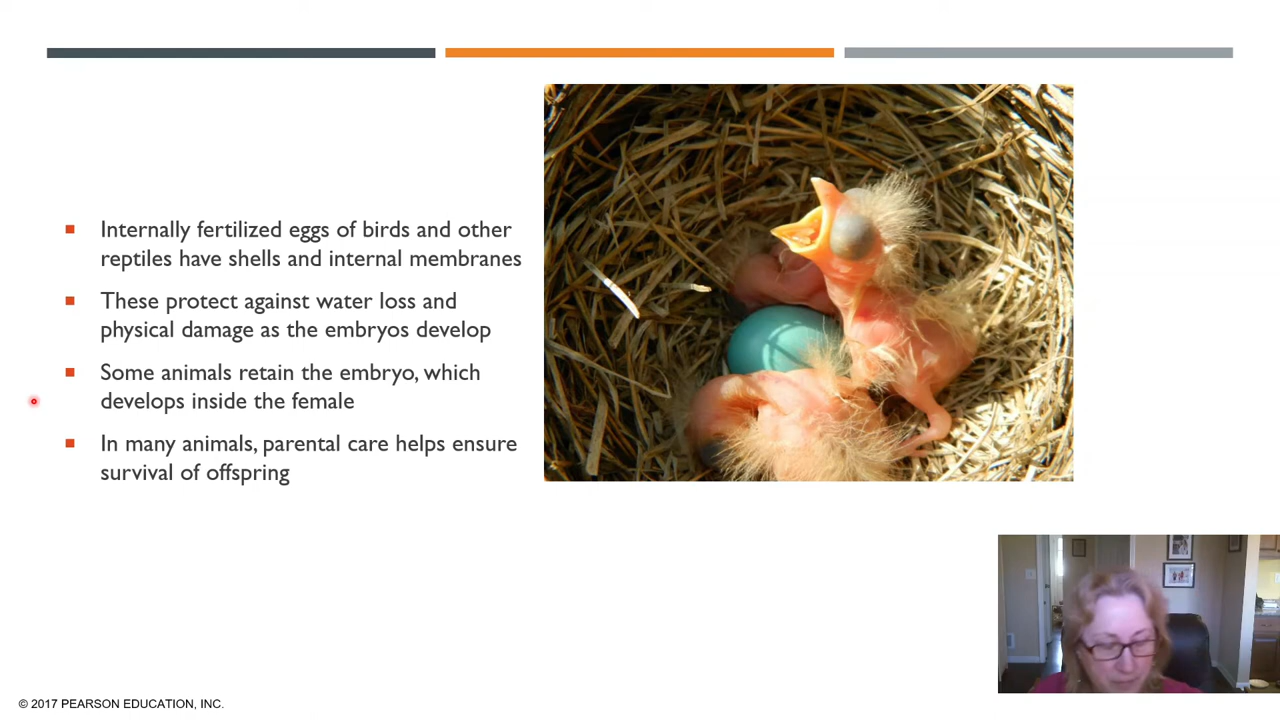 Internally fertilized eggs of birds and other
reptiles have shells and internal membranes
These protect against water loss and
physical damage as the embryos develop
Some animals retain the embryo, which
develops inside the female
In many animals, parental care helps ensure
survival of offspring
© 2017 PEARSON EDUCATION, INC.